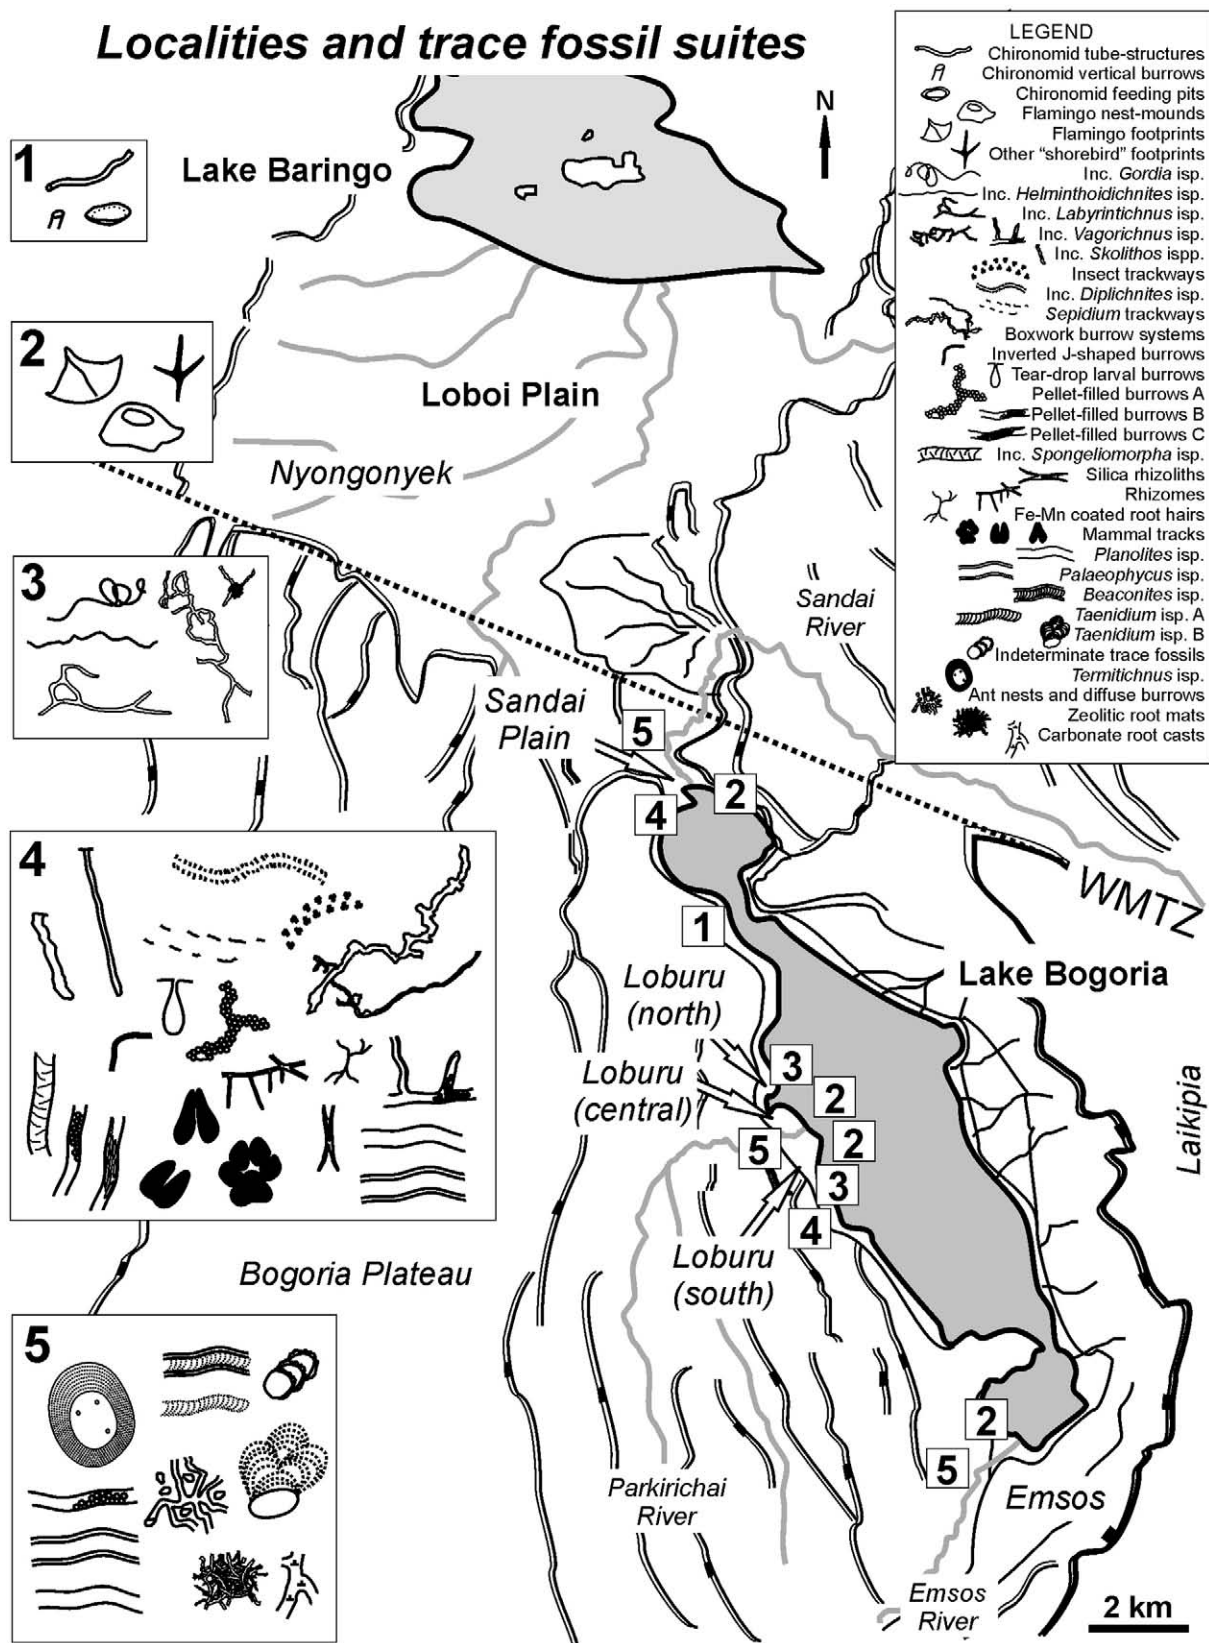 Localities and trace fossil suites
N
LEGEND
Chironomid tube-structures
Chironomid vertical burrows
Chironomid feeding pits
Flamingo nest-mounds
Flamingo footprints
Other "shorebird" footprints
Inc. Gordia isp.
Inc. Helminthoidichnites isp.
Inc. Labyrintichnus isp.
Inc. Vagorichnus isp.
Inc. Skolithos ispp.
Insect trackways
Inc. Diplichnites isp.
Sepidium trackways
Boxwork burrow systems
Inverted J-shaped burrows
Tear-drop larval burrows
Pellet-filled burrows A
Pellet-filled burrows B
Pellet-filled burrows C
Inc. Spongeliomorpha isp.
Silica rhizoliths
Rhizomes
Fe-Mn coated root hairs
Mammal tracks
Planolites isp.
Palaeophycus isp.
Beaconites isp.
Taenidium isp. A
Taenidium isp. B
Indeterminate trace fossils
Termitichnus isp.
Ant nests and diffuse burrows
Zeolitic root mats
Carbonate root casts
1
Lake Baringo
2
Loboi Plain
Nyongonyek
3
Sandai
River
Sandai
Plain
5
2
4
4
WMTZ
1
Lake Bogoria
Loburu
(north)
3
Loburu
(central)
2
2
5
3
4
Laikipia
Loburu
(south)
Bogoria Plateau
5
2
5
Parkirichai
River
Emsos
Emsos
River
2 km